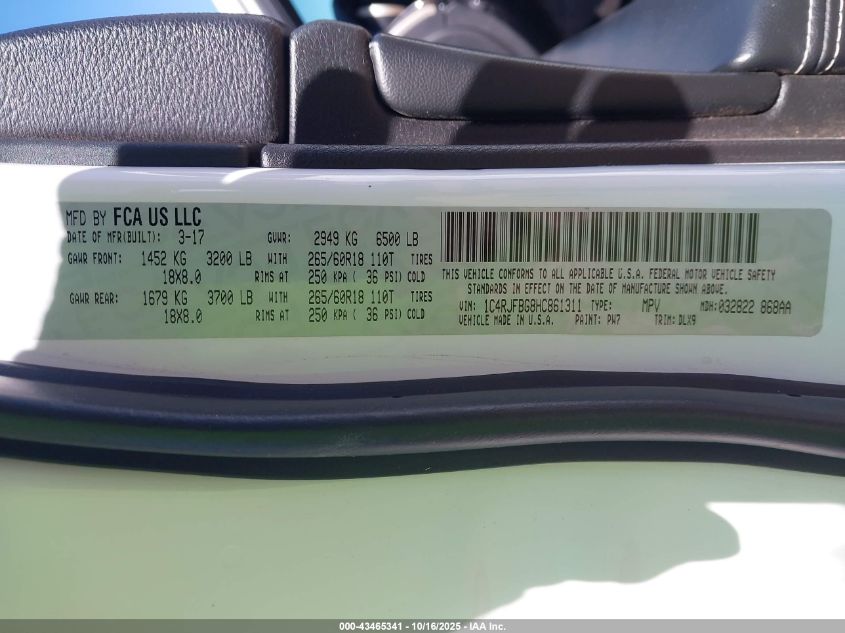 MFD BY FCA US LLC
DATE OF MFR(BUILT): 3-17 GVWR: 2949 KG 6500 LB
GAWR FRONT: 1452 KG 3200 LB WITH 265/60R18 110T TIRES
18X8.0 RIMS AT 250 KPA ( 36 PSI) COLD
GAWR REAR: 1679 KG 3700 LB WITH 265/60R18 110T TIRES
18X8.0 RIMS AT 250 KPA ( 36 PSI) COLD
THIS VEHICLE CONFORMS TO ALL APPLICABLE U.S.A. FEDERAL MOTOR VEHICLE SAFETY
STANDARDS IN EFFECT ON THE DATE OF MANUFACTURE SHOWN ABOVE.
VIN: 1C4RJFBG8HC861311 TYPE: MPV MDH: 032822 868AA
VEHICLE MADE IN U.S.A. PAINT: PW7 TRIM: DLX9
000-43465341 - 10/16/2025 - IAA Inc.